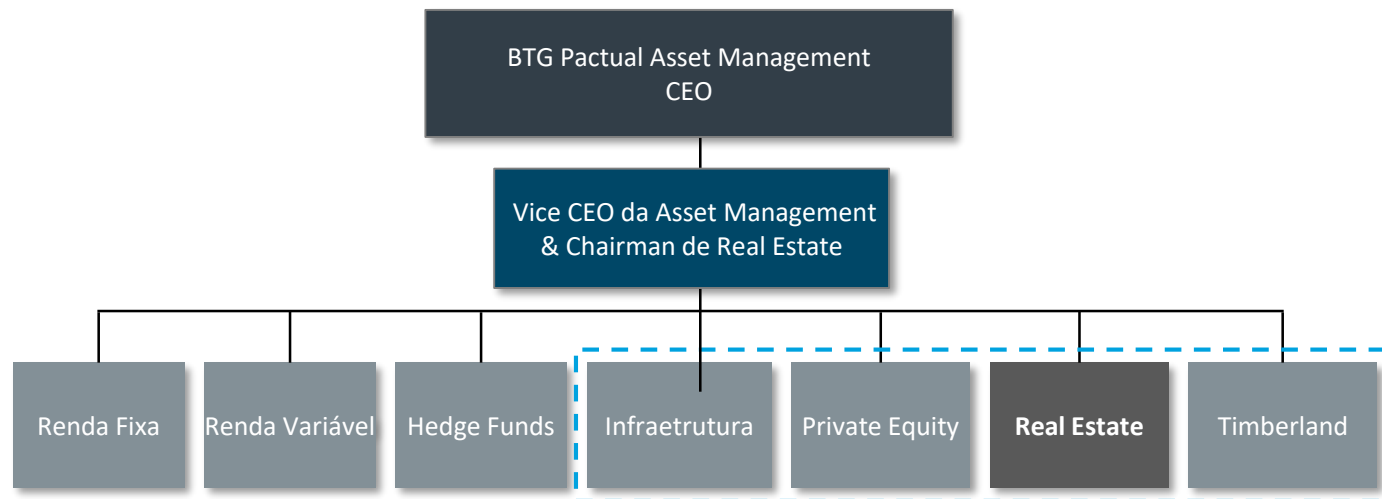 BTG Pactual Asset Management
CEO
Vice CEO da Asset Management
& Chairman de Real Estate
Renda Fixa
Renda Variável
Hedge Funds
Infraetrutura
Private Equity
Real Estate
Timberland